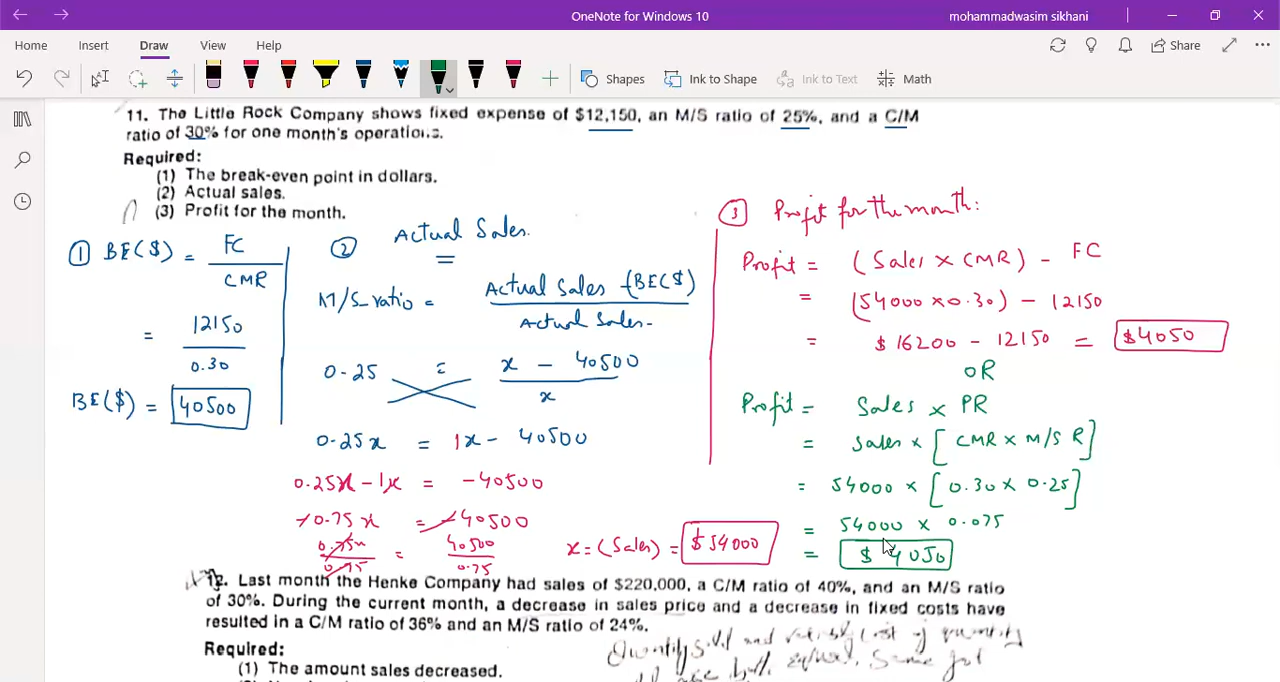 OneNote for Windows 10
mohammadwasim sikhani
Home Insert Draw View Help
Share
Shapes
Ink to Shape
Ink to Text
Math
11. The Little Rock Company shows fixed expense of $12,150, an M/S ratio of 25%, and a C/M
ratio of 30% for one month's operations.
Required:
(1) The break-even point in dollars.
(2) Actual sales.
(3) Profit for the month.
① BE($) = FC / CMR
= 12150 / 0.30
BE($) = 40500
② Actual Sales.
=
M/S ratio = Actual Sales - (BE($) / Actual Sales.
0.25 = x - 40500 / x
0.25x = 1x - 40500
0.25x - 1x = -40500
-0.75x = -40500
0.75x / 0.75 = 40500 / 0.75
x = (Sales) = $54000
③ Profit for the month:
Profit = (Sales × CMR) - FC
= (54000 × 0.30) - 12150
= $16200 - 12150 = $4050
OR
Profit = Sales × PR
= Sales × [CMR × M/S R]
= 54000 × [0.30 × 0.25]
= 54000 × 0.075
= $4050
12. Last month the Henke Company had sales of $220,000, a C/M ratio of 40%, and an M/S ratio
of 30%. During the current month, a decrease in sales price and a decrease in fixed costs have
resulted in a C/M ratio of 36% and an M/S ratio of 24%.
Required:
(1) The amount sales decreased.
Quantity sold and cost of quantity
same